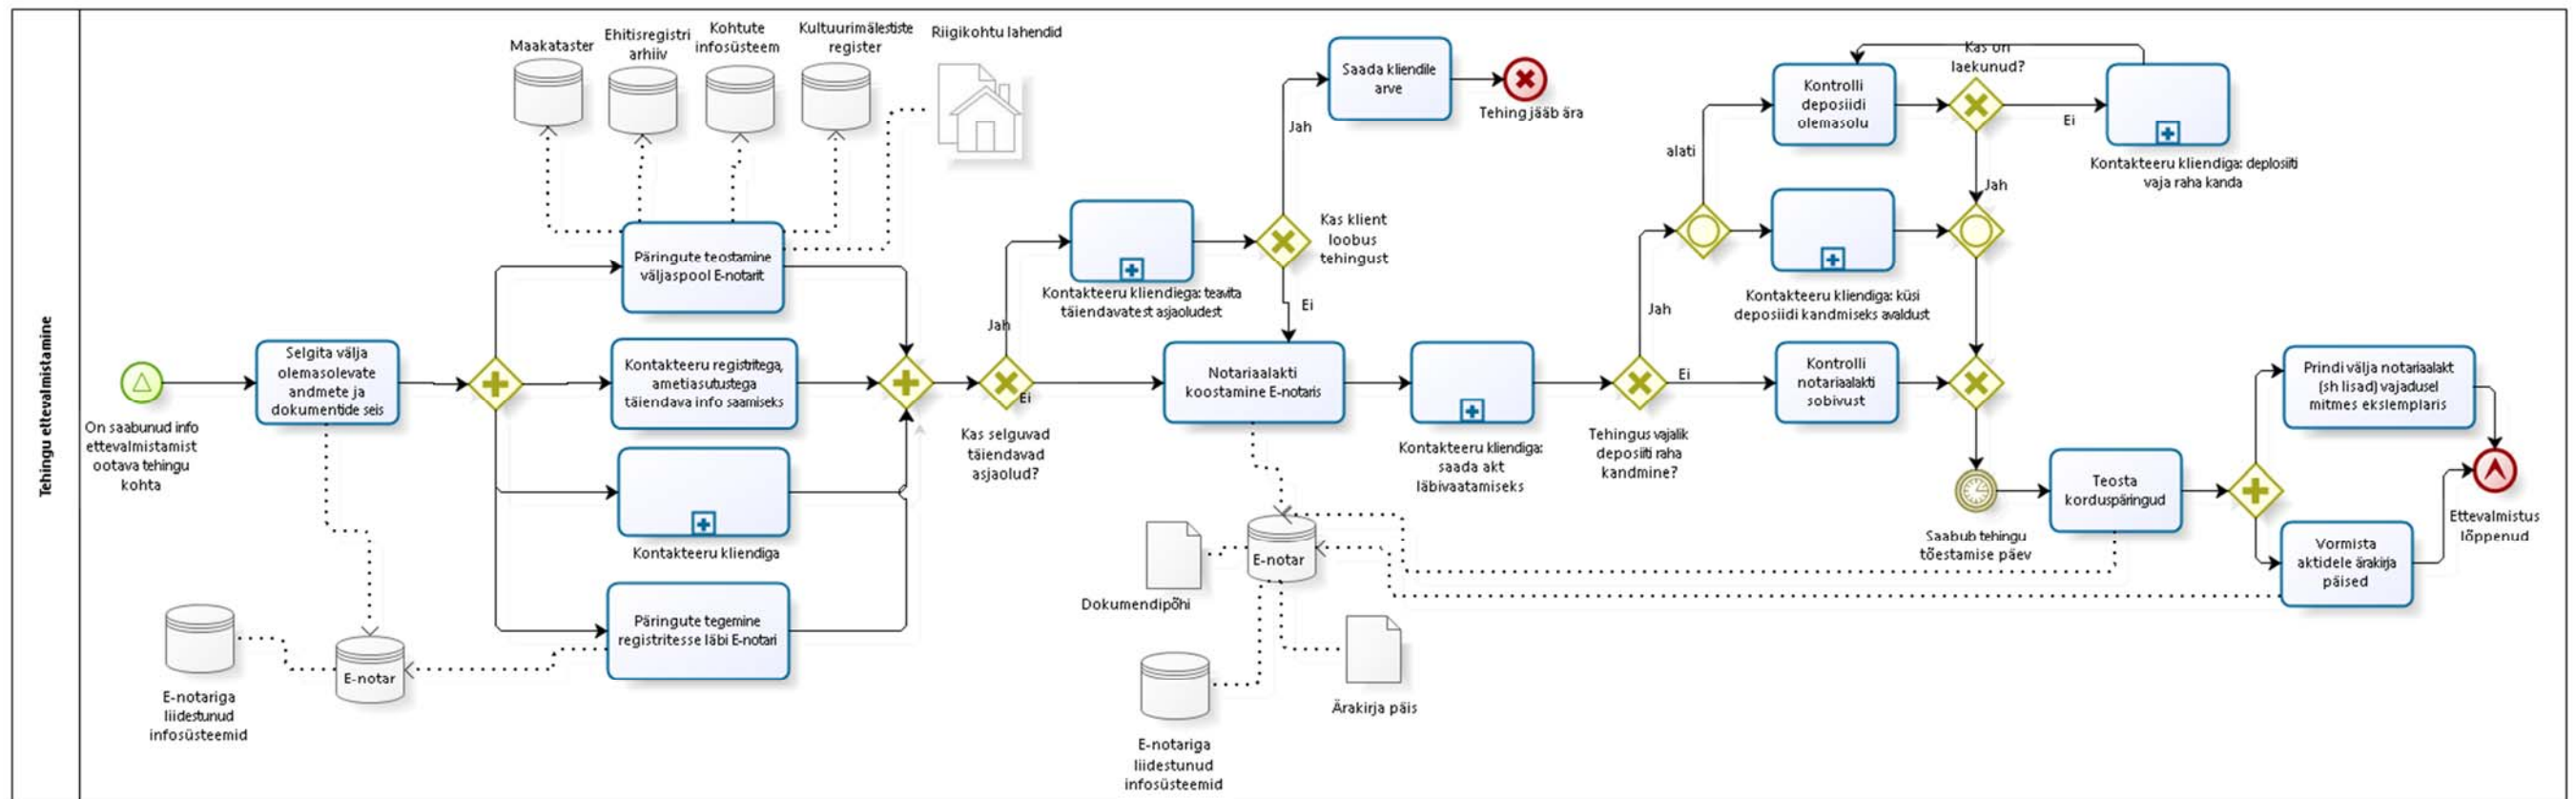 Tehingu ettevalmistamine
On saabunud info
ettevalmistamist
ootava tehingu
kohta
Selgita välja
olemasolevate
andmete ja
dokumentide seis
Maakataster
Ehitisregistri
arhiiv
Kohtute
infosüsteem
Kultuurimälestiste
register
Riigikohtu lahendid
Päringute teostamine
väljaspool E-notarit
Kontakteeru registritega,
ametiasutustega
täiendava info saamiseks
Kontakteeru kliendiga
Päringute tegemine
registritesse läbi E-notari
E-notar
E-notariga
liidestunud
infosüsteemid
Jah
Ei
Kas selguvad
täiendavad
asjaolud?
Kontakteeru kliendiega: teavita
täiendavatest asjaoludest
Jah
Kas klient
loobus
tehingust
Ei
Saada kliendile
arve
Tehing jääb ära
Notariaalakti
koostamine E-notaris
Kontakteeru kliendiga:
saada akt
läbivaatamiseks
E-notar
Dokumendipõhi
Ärakirja päis
E-notariga
liidestunud
infosüsteemid
Tehingus vajalik
deposiiti raha
kandmine?
Jah
Ei
alati
Kontrolli
deposiidi
olemasolu
Kas on
laekunud?
Ei
Jah
Kontakteeru kliendiga: deplosiiti
vaja raha kanda
Kontakteeru kliendiga: küsi
deposiidi kandmiseks avaldust
Kontrolli
notariaalakti
sobivust
Saabub tehingu
tõestamise päev
Teosta
korduspäringud
Prindi välja notariaalakt
(sh lisad) vajadusel
mitmes ekslemplaris
Vormista
aktidele ärakirja
päised
Ettevalmistus
lõppenud